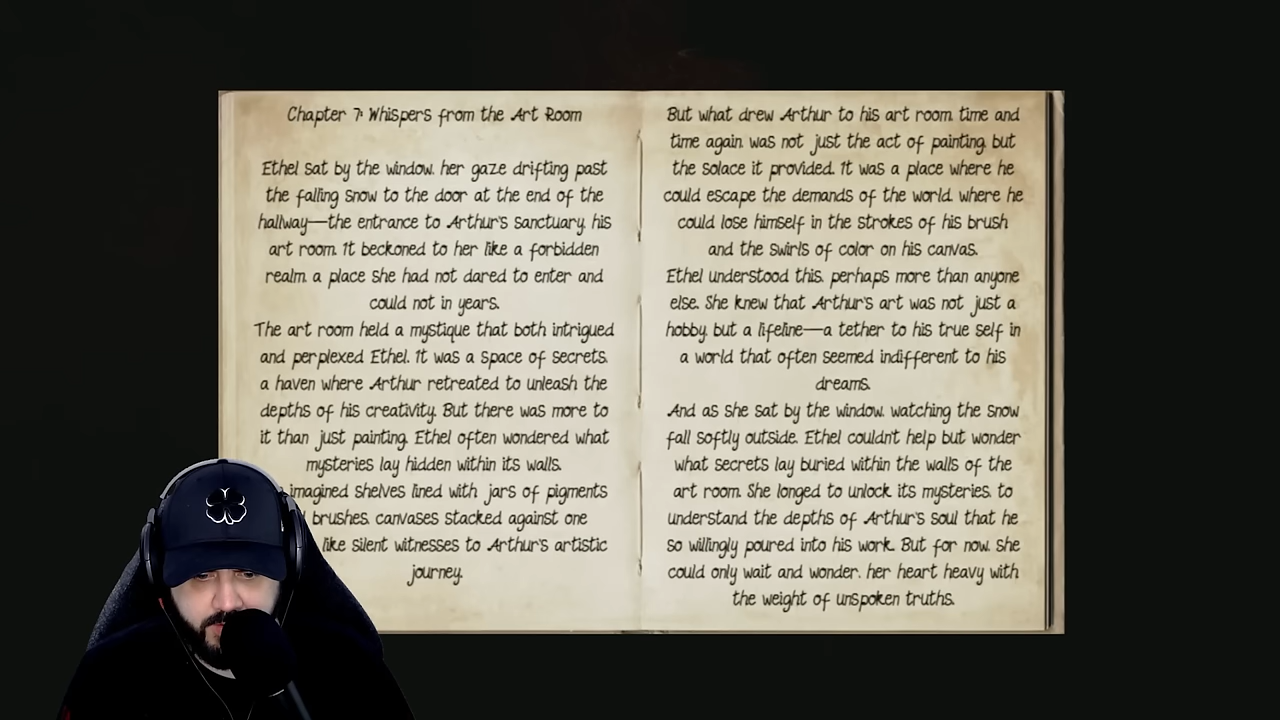 Chapter 7: Whispers from the Art Room
Ethel sat by the window, her gaze drifting past
the falling snow to the door at the end of the
hallway—the entrance to Arthur's sanctuary, his
art room. It beckoned to her like a forbidden
realm, a place she had not dared to enter and
could not in years.
The art room held a mystique that both intrigued
and perplexed Ethel. It was a space of secrets,
a haven where Arthur retreated to unleash the
depths of his creativity. But there was more to
it than just painting. Ethel often wondered what
mysteries lay hidden within its walls.
imagined shelves lined with jars of pigments
brushes, canvases stacked against one
like silent witnesses to Arthur's artistic
journey.
But what drew Arthur to his art room, time and
time again, was not just the act of painting, but
the solace it provided. It was a place where he
could escape the demands of the world, where he
could lose himself in the strokes of his brush
and the swirls of color on his canvas.
Ethel understood this, perhaps more than anyone
else. She knew that Arthur's art was not just a
hobby, but a lifeline—a tether to his true self in
a world that often seemed indifferent to his
dreams.
And as she sat by the window, watching the snow
fall softly outside, Ethel couldn't help but wonder
what secrets lay buried within the walls of the
art room. She longed to unlock its mysteries, to
understand the depths of Arthur's soul that he
so willingly poured into his work. But for now, she
could only wait and wonder, her heart heavy with
the weight of unspoken truths.